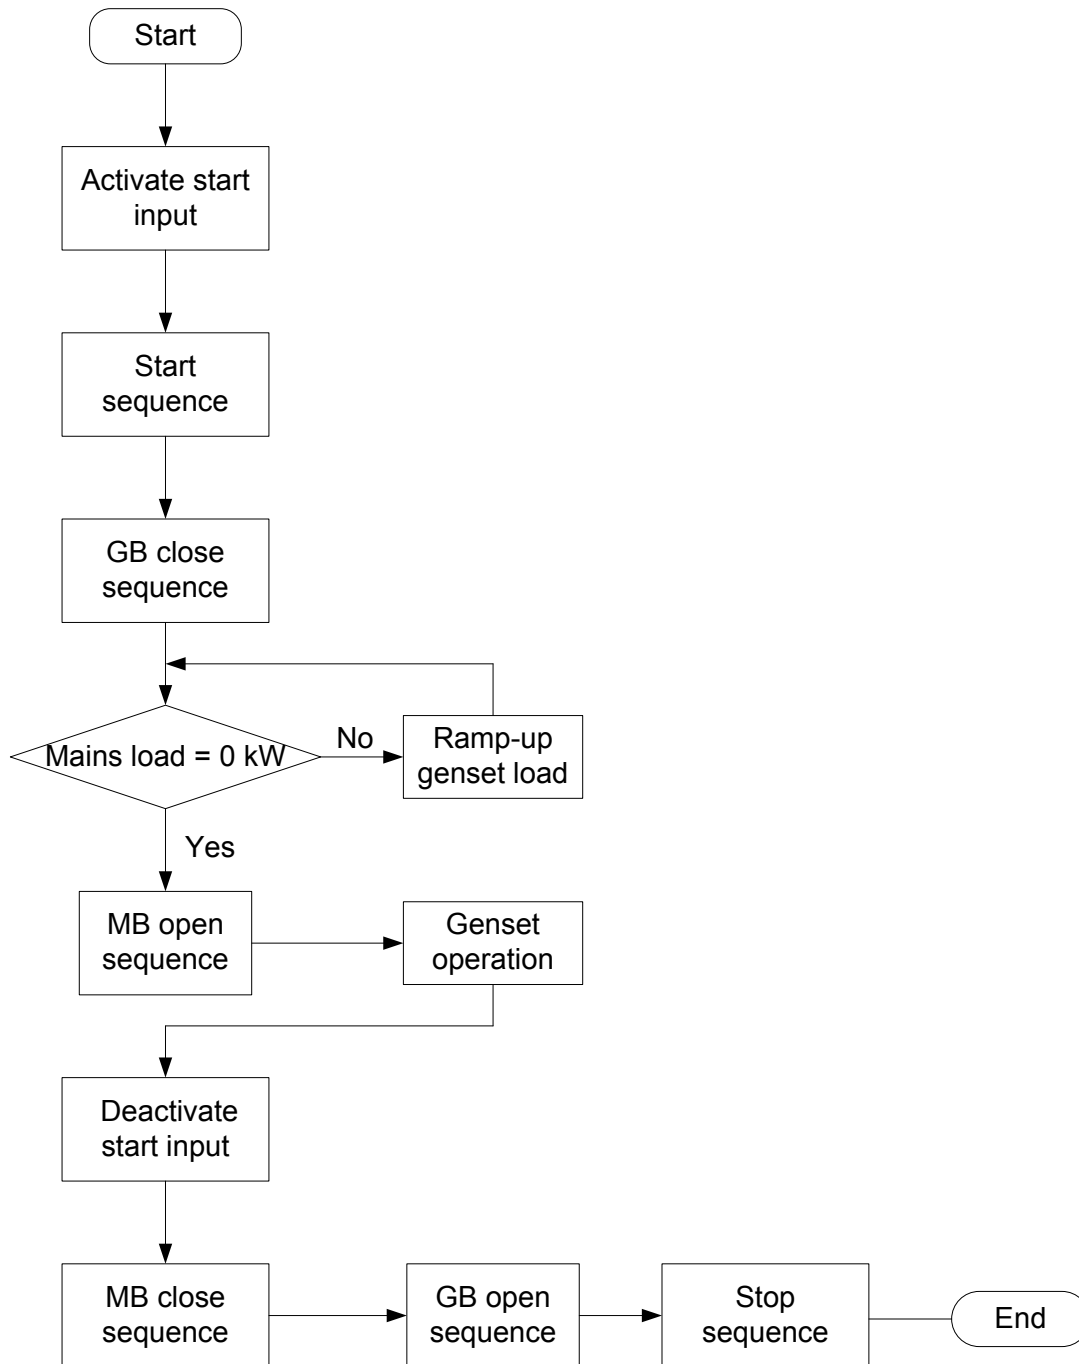 Start
Activate start
input
Start
sequence
GB close
sequence
Mains load = 0 kW
No
Ramp-up
genset load
Yes
MB open
sequence
Genset
operation
Deactivate
start input
MB close
sequence
GB open
sequence
Stop
sequence
End